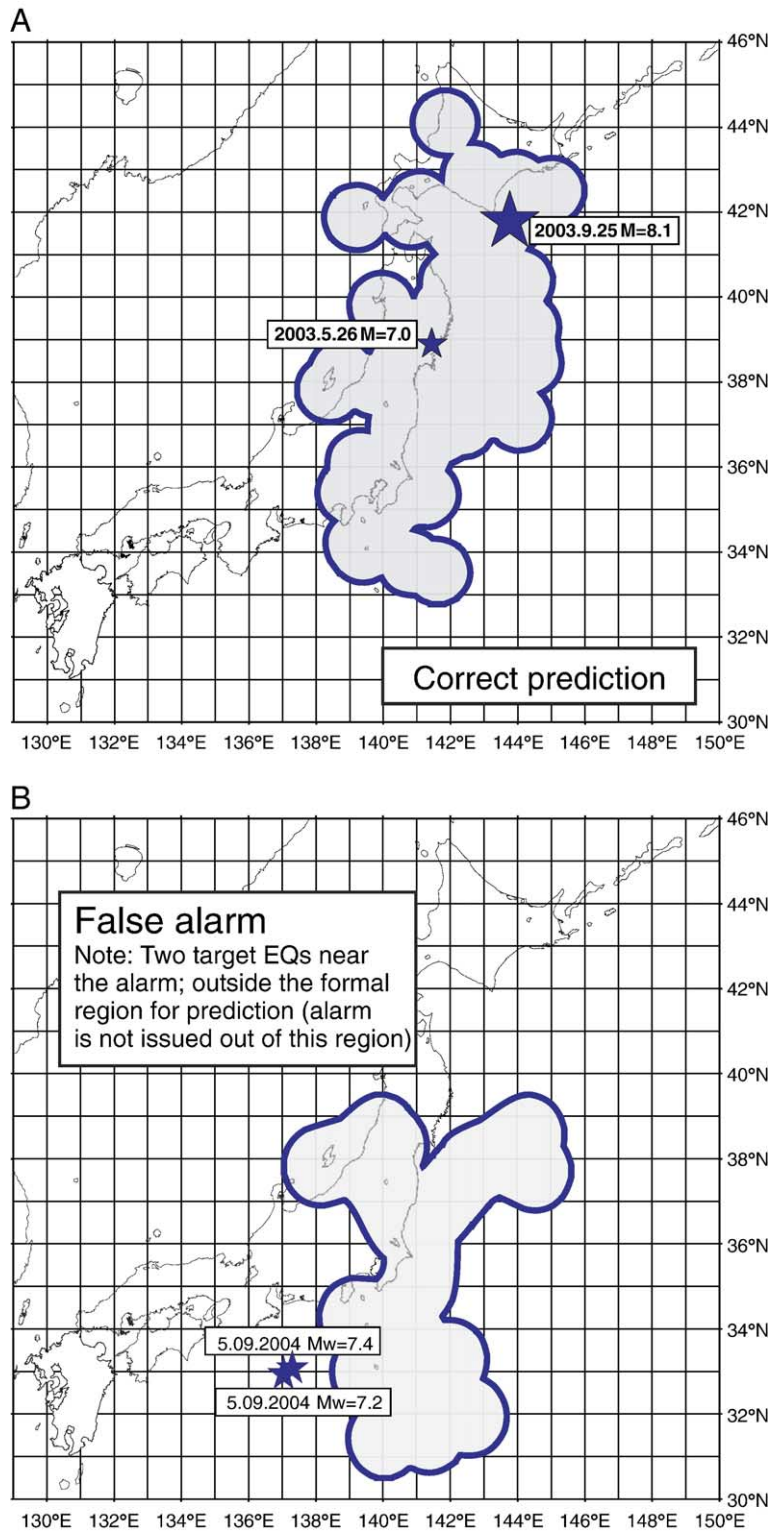 A
46°N
44°N
42°N
2003.9.25 M=8.1
40°N
2003.5.26 M=7.0
38°N
36°N
34°N
32°N
Correct prediction
30°N
130°E 132°E 134°E 136°E 138°E 140°E 142°E 144°E 146°E 148°E 150°E
B
46°N
False alarm
44°N
Note: Two target EQs near
the alarm; outside the formal
42°N
region for prediction (alarm
is not issued out of this region)
40°N
38°N
36°N
34°N
5.09.2004 Mw=7.4
5.09.2004 Mw=7.2
32°N
30°N
130°E 132°E 134°E 136°E 138°E 140°E 142°E 144°E 146°E 148°E 150°E